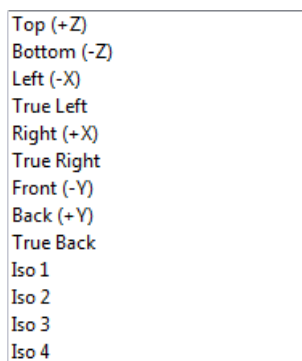 Top (+Z)
Bottom (-Z)
Left (-X)
True Left
Right (+X)
True Right
Front (-Y)
Back (+Y)
True Back
Iso 1
Iso 2
Iso 3
Iso 4